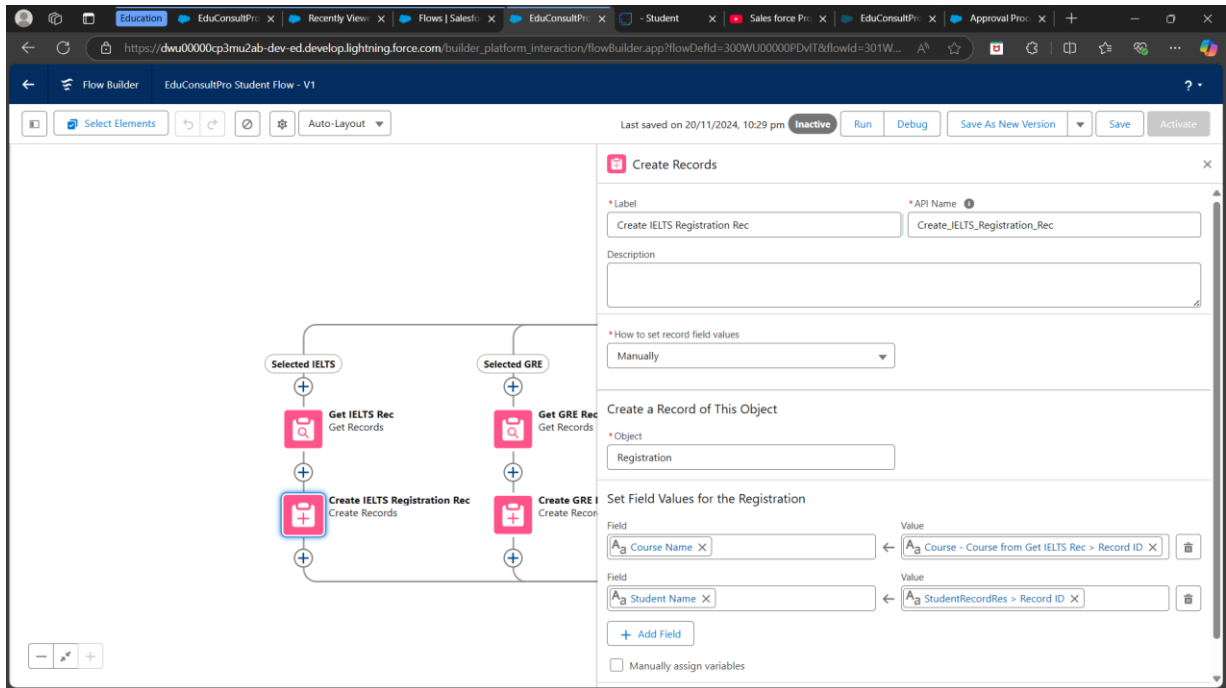 Education
EduConsultPro
Recently View
Flows | Salesfo
EduConsultPro
- Student
Sales force Pro
EduConsultPro
Approval Proc
https://dwu00000cp3mu2ab-dev-ed.develop.lightning.force.com/builder_platform_interaction/flowBuilder.app?flowDefId=300WU00000PDvlT&flowId=301W...
Flow Builder
EduConsultPro Student Flow - V1
?
Select Elements
Auto-Layout
Last saved on 20/11/2024, 10:29 pm
Inactive
Run
Debug
Save As New Version
Save
Activate
Create Records
*Label
Create IELTS Registration Rec
*API Name
Create_IELTS_Registration_Rec
Description
*How to set record field values
Manually
Create a Record of This Object
*Object
Registration
Set Field Values for the Registration
Field
Aa Course Name
Value
Aa Course - Course from Get IELTS Rec > Record ID
Field
Aa Student Name
Value
Aa StudentRecordRes > Record ID
+ Add Field
Manually assign variables
Selected IELTS
Selected GRE
Get IELTS Rec
Get Records
Get GRE Rec
Get Records
Create IELTS Registration Rec
Create Records
Create GRE
Create Recor